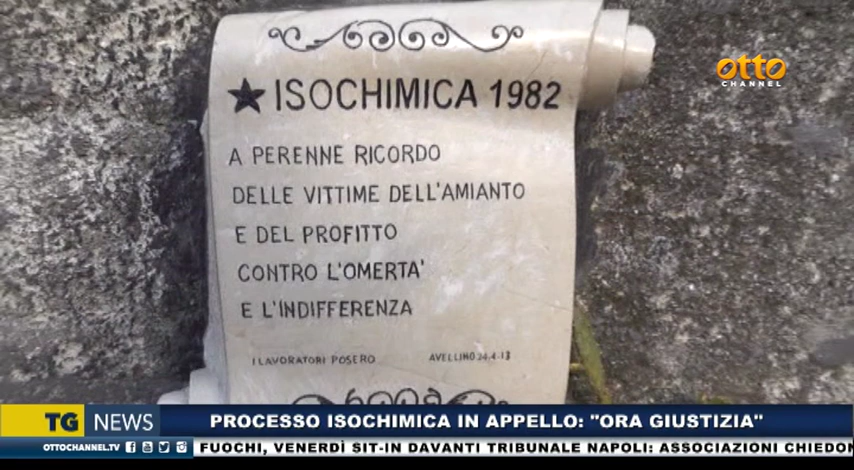 otto
CHANNEL
ISOCHIMICA 1982
A PERENNE RICORDO
DELLE VITTIME DELL'AMIANTO
E DEL PROFITTO
CONTRO L'OMERTA'
E L'INDIFFERENZA
I LAVORATORI POSERO AVELLINO 24.4.13
TG NEWS PROCESSO ISOCHIMICA IN APPELLO: "ORA GIUSTIZIA"
OTTOCHANNEL.TV FUOCHI, VENERDÌ SIT-IN DAVANTI TRIBUNALE NAPOLI: ASSOCIAZIONI CHIEDON